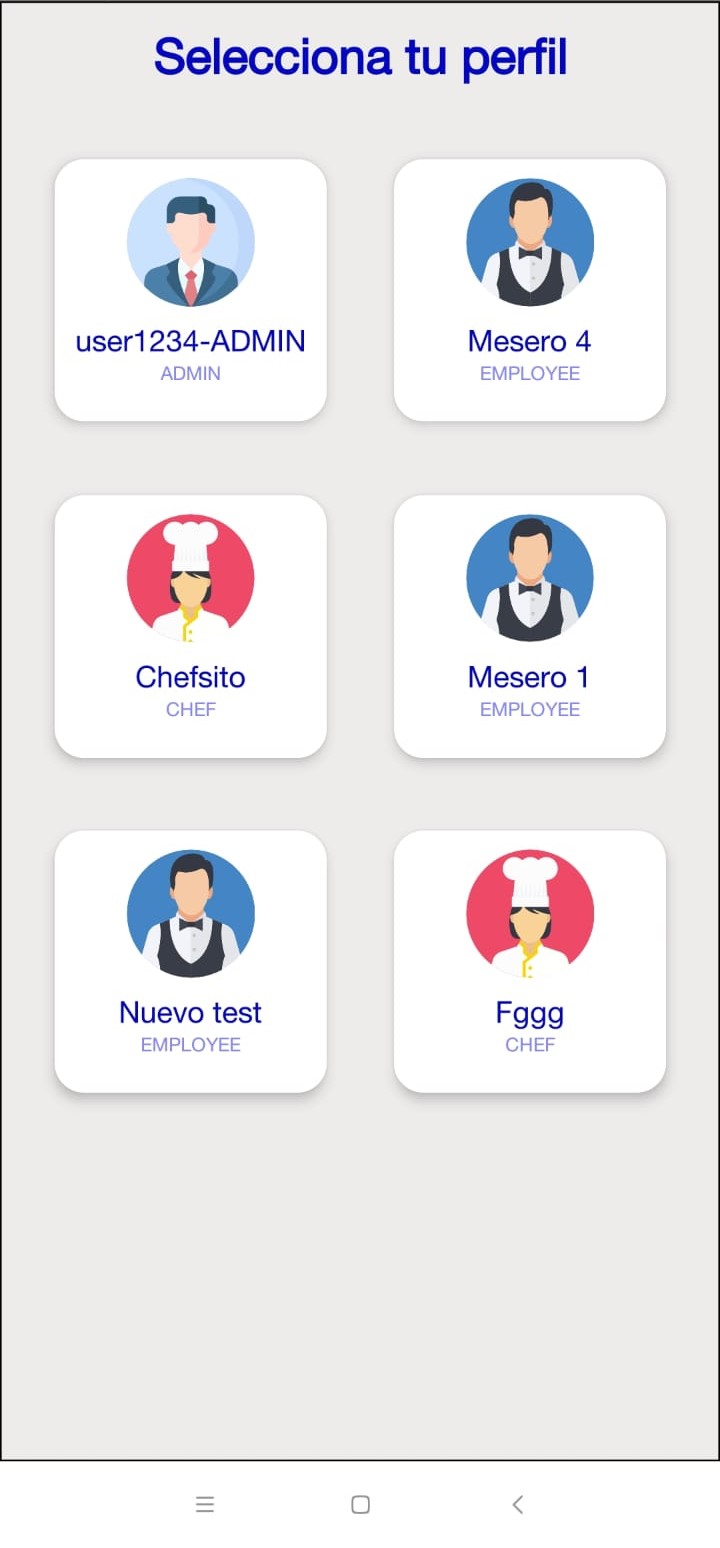 Selecciona tu perfil
user1234-ADMIN
ADMIN
Mesero 4
EMPLOYEE
Chefsito
CHEF
Mesero 1
EMPLOYEE
Nuevo test
EMPLOYEE
Fggg
CHEF